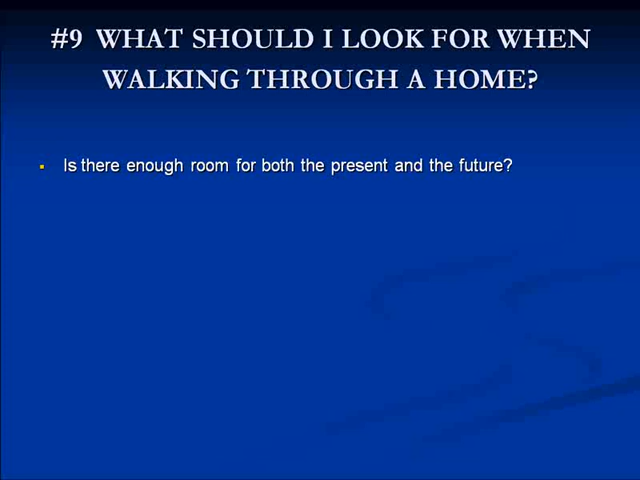 #9 WHAT SHOULD I LOOK FOR WHEN
WALKING THROUGH A HOME?
Is there enough room for both the present and the future?